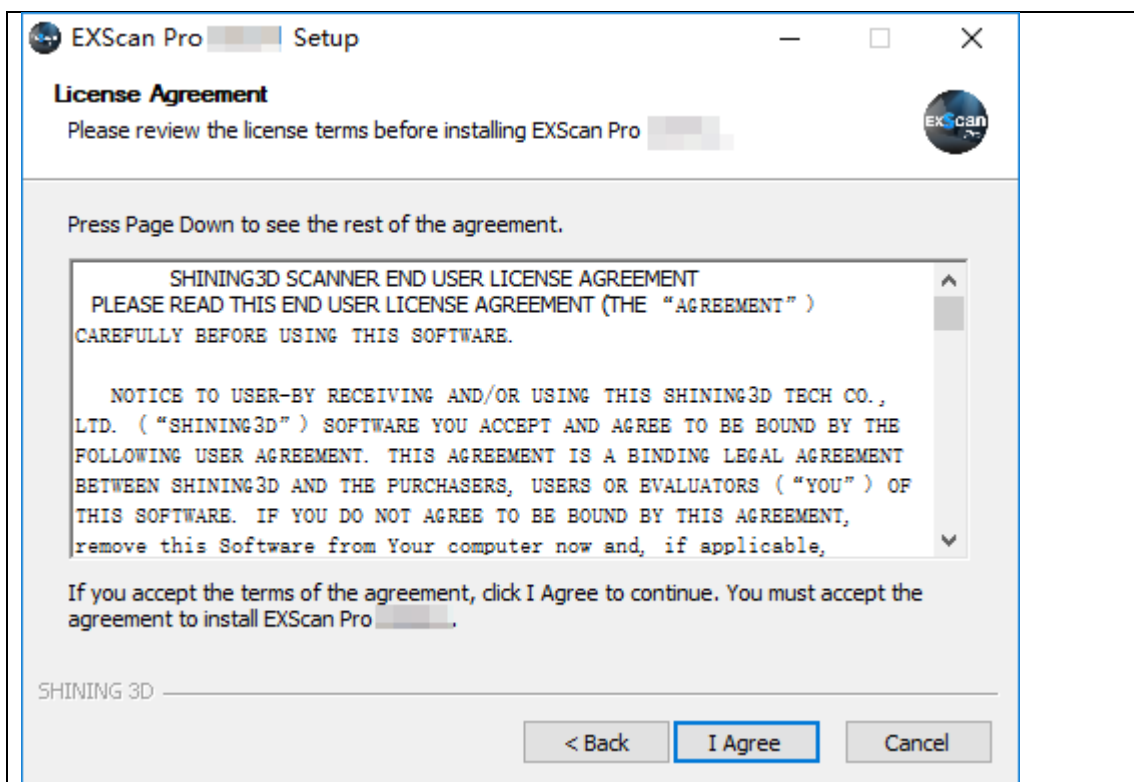 EXScan Pro Setup
License Agreement
Please review the license terms before installing EXScan Pro
EXScan
Pro
Press Page Down to see the rest of the agreement.
SHINING3D SCANNER END USER LICENSE AGREEMENT
PLEASE READ THIS END USER LICENSE AGREEMENT (THE “AGREEMENT”)
CAREFULLY BEFORE USING THIS SOFTWARE.
NOTICE TO USER-BY RECEIVING AND/OR USING THIS SHINING3D TECH CO.,
LTD. (“SHINING3D”) SOFTWARE YOU ACCEPT AND AGREE TO BE BOUND BY THE
FOLLOWING USER AGREEMENT. THIS AGREEMENT IS A BINDING LEGAL AGREEMENT
BETWEEN SHINING3D AND THE PURCHASERS, USERS OR EVALUATORS (“YOU”) OF
THIS SOFTWARE. IF YOU DO NOT AGREE TO BE BOUND BY THIS AGREEMENT,
remove this Software from Your computer now and, if applicable,
If you accept the terms of the agreement, click I Agree to continue. You must accept the
agreement to install EXScan Pro .
SHINING 3D
< Back I Agree Cancel